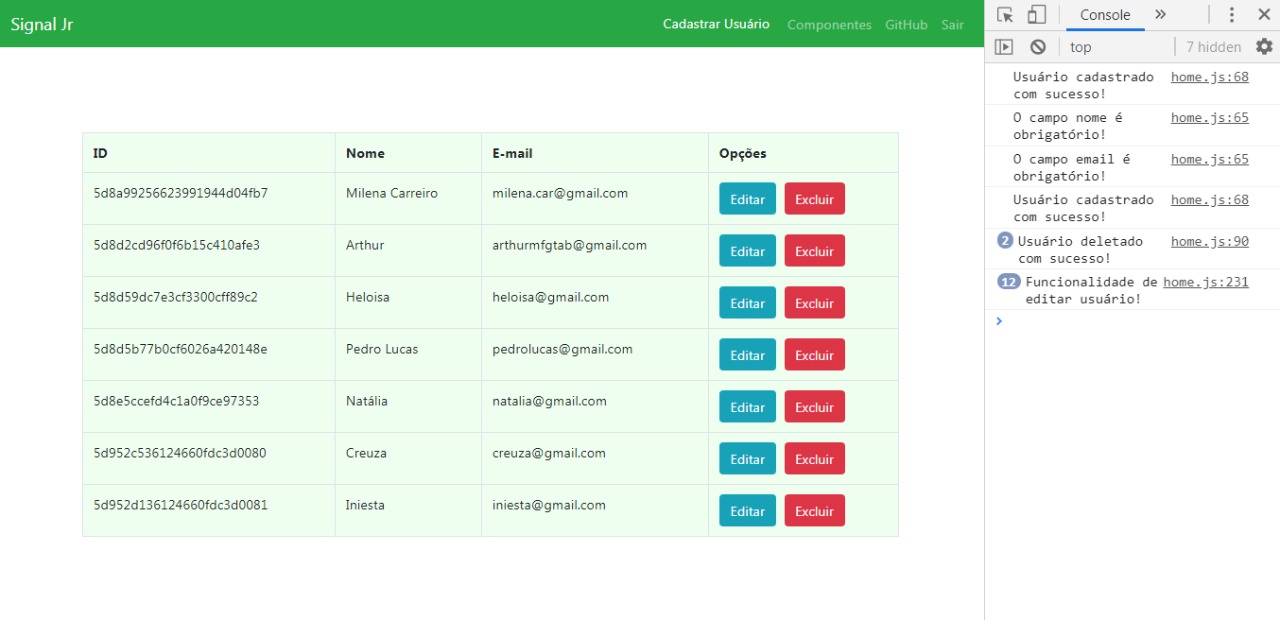 Signal Jr Cadastrar Usuário Componentes GitHub Sair
ID Nome E-mail Opções
5d8a99256623991944d04fb7 Milena Carreiro milena.car@gmail.com Editar Excluir
5d8d2cd96f0f6b15c410afe3 Arthur arthurmfgtab@gmail.com Editar Excluir
5d8d59dc7e3cf3300cff89c2 Heloisa heloisa@gmail.com Editar Excluir
5d8d5b77b0cf6026a420148e Pedro Lucas pedrolucas@gmail.com Editar Excluir
5d8e5ccefd4c1a0f9ce97353 Natália natalia@gmail.com Editar Excluir
5d952c536124660fdc3d0080 Creuza creuza@gmail.com Editar Excluir
5d952d136124660fdc3d0081 Iniesta iniesta@gmail.com Editar Excluir
Console
top 7 hidden
Usuário cadastrado home.js:68
com sucesso!
O campo nome é home.js:65
obrigatório!
O campo email é home.js:65
obrigatório!
Usuário cadastrado home.js:68
com sucesso!
2 Usuário deletado home.js:90
com sucesso!
12 Funcionalidade de home.js:231
editar usuário!